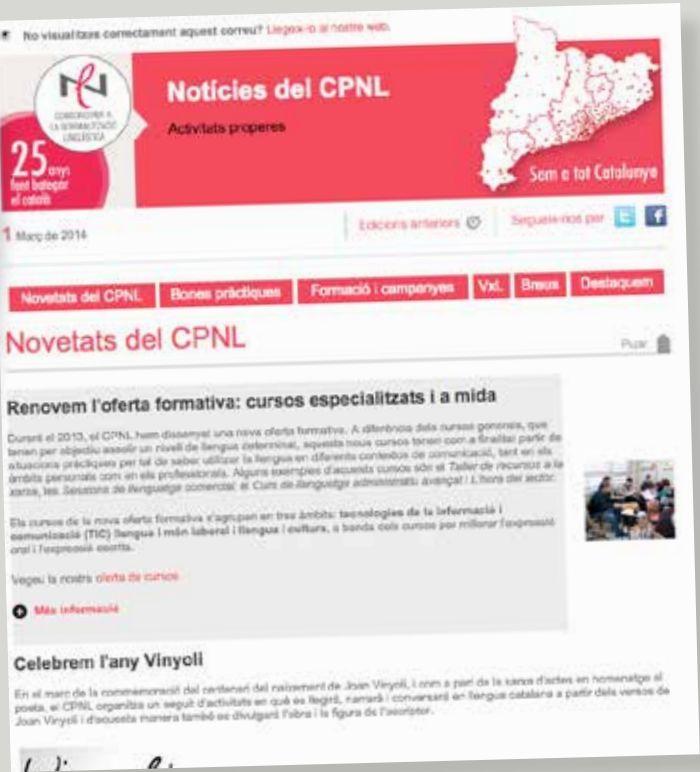 No visualitzes correctament aquest correu? Llegeix-lo al nostre web.
CONSORCI PER A
LA NORMALITZACIÓ
LINGÜÍSTICA
25 anys
fent bategar
el català
Notícies del CPNL
Activitats properes
Som a tot Catalunya
1 Març de 2014
Edicions anteriors
Segueix-nos per
Novetats del CPNL
Bones pràctiques
Formació i campanyes
VxL
Breus
Destaquem
Novetats del CPNL
Pujar
Renovem l'oferta formativa: cursos especialitzats i a mida
Durant el 2013, el CPNL hem dissenyat una nova oferta formativa. A diferència dels cursos generals, que
tenen per objectiu assolir un nivell de llengua determinat, aquests nous cursos tenen com a finalitat partir de
situacions pràctiques per tal de saber utilitzar la llengua en diferents contextos de comunicació, tant en els
àmbits personals com en els professionals. Alguns exemples d'aquests cursos són el Taller de recursos a la
xarxa, les Sessions de llenguatge comercial, el Curs de llenguatge administratiu avançat i L'hora del sector.
Els cursos de la nova oferta formativa s'agrupen en tres àmbits: tecnologies de la informació i
comunicació (TIC) llengua i món laboral i llengua i cultura, a banda dels cursos per millorar l'expressió
oral i l'expressió escrita.
Vegeu la nostra oferta de cursos
Més informació
Celebrem l'any Vinyoli
En el marc de la commemoració del centenari del naixement de Joan Vinyoli, i com a part de la xarxa d'actes en homenatge al
poeta, el CPNL organitza un seguit d'activitats en què es llegirà, narrarà i conversarà en llengua catalana a partir dels versos de
Joan Vinyoli i d'aquesta manera també es divulgarà l'obra i la figura de l'escriptor.